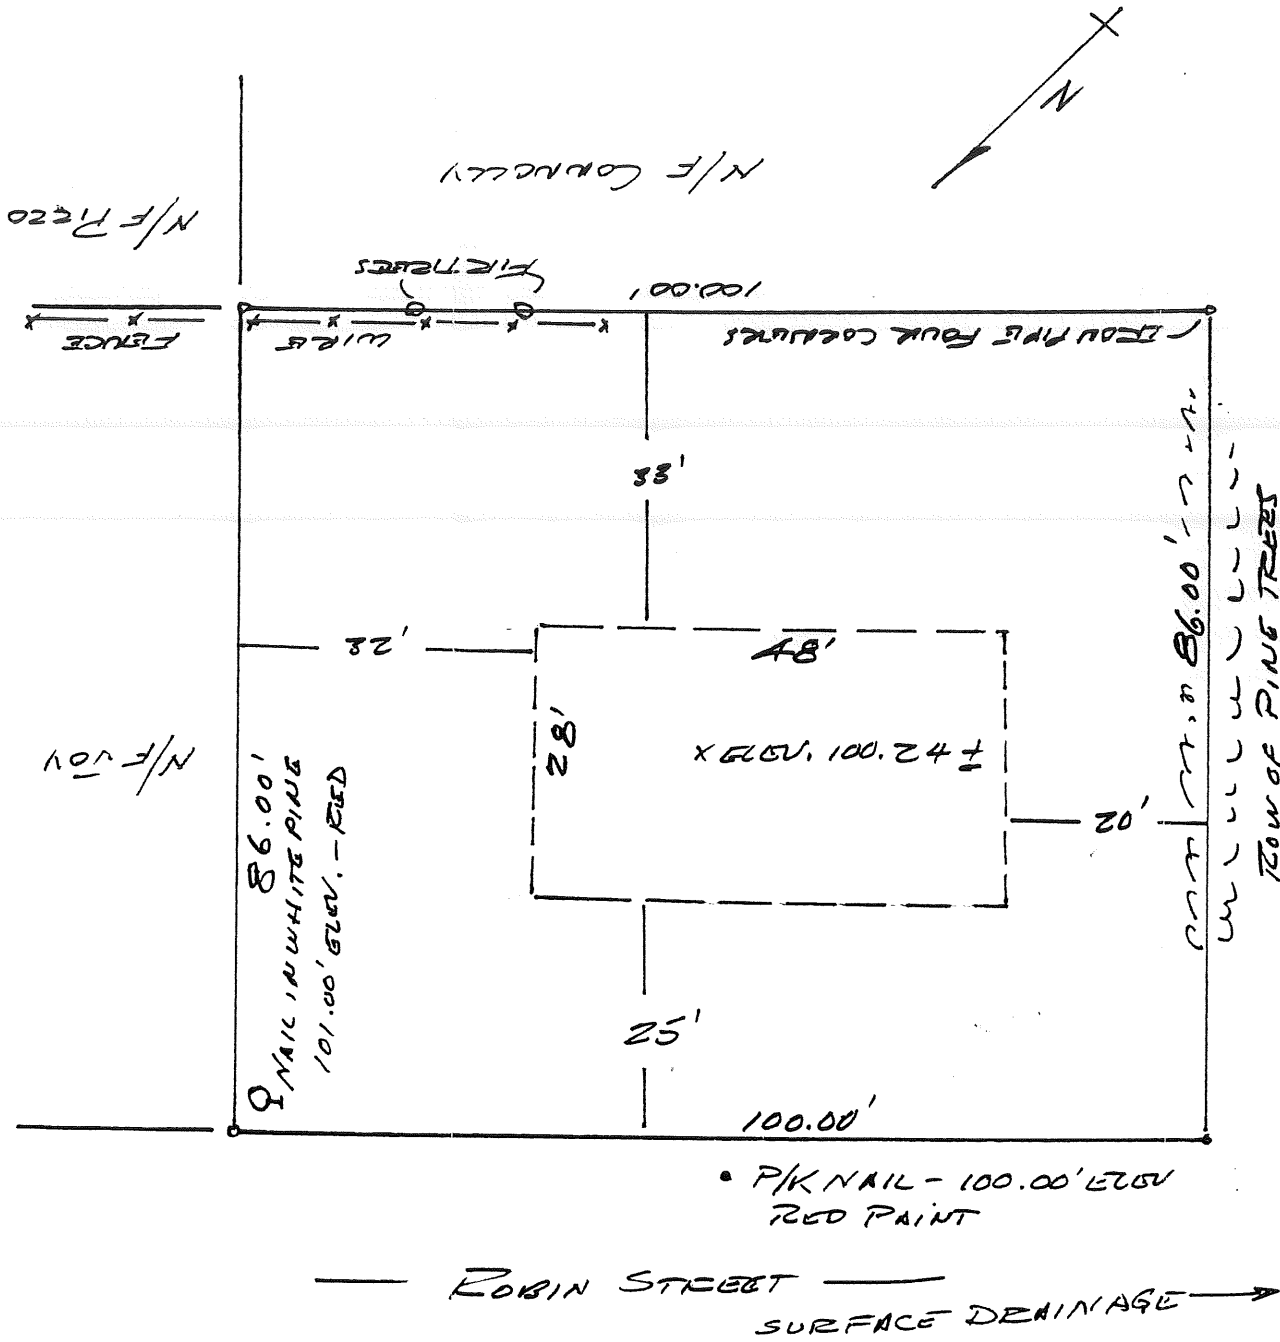 N
N/F CONNELLY
N/F PIZZO
FIR TREES
100.00'
FENCE
WIRE
IRON PIPE FOUR CORNERS
33'
86.00'
ROW OF PINE TREES
32'
48'
28'
X ELEV. 100.24 ±
20'
N/F JOY
86.00'
NAIL IN WHITE PINE
101.00' ELEV. - RED
25'
100.00'
• P/K NAIL - 100.00' ELEV
RED PAINT
ROBIN STREET
SURFACE DRAINAGE